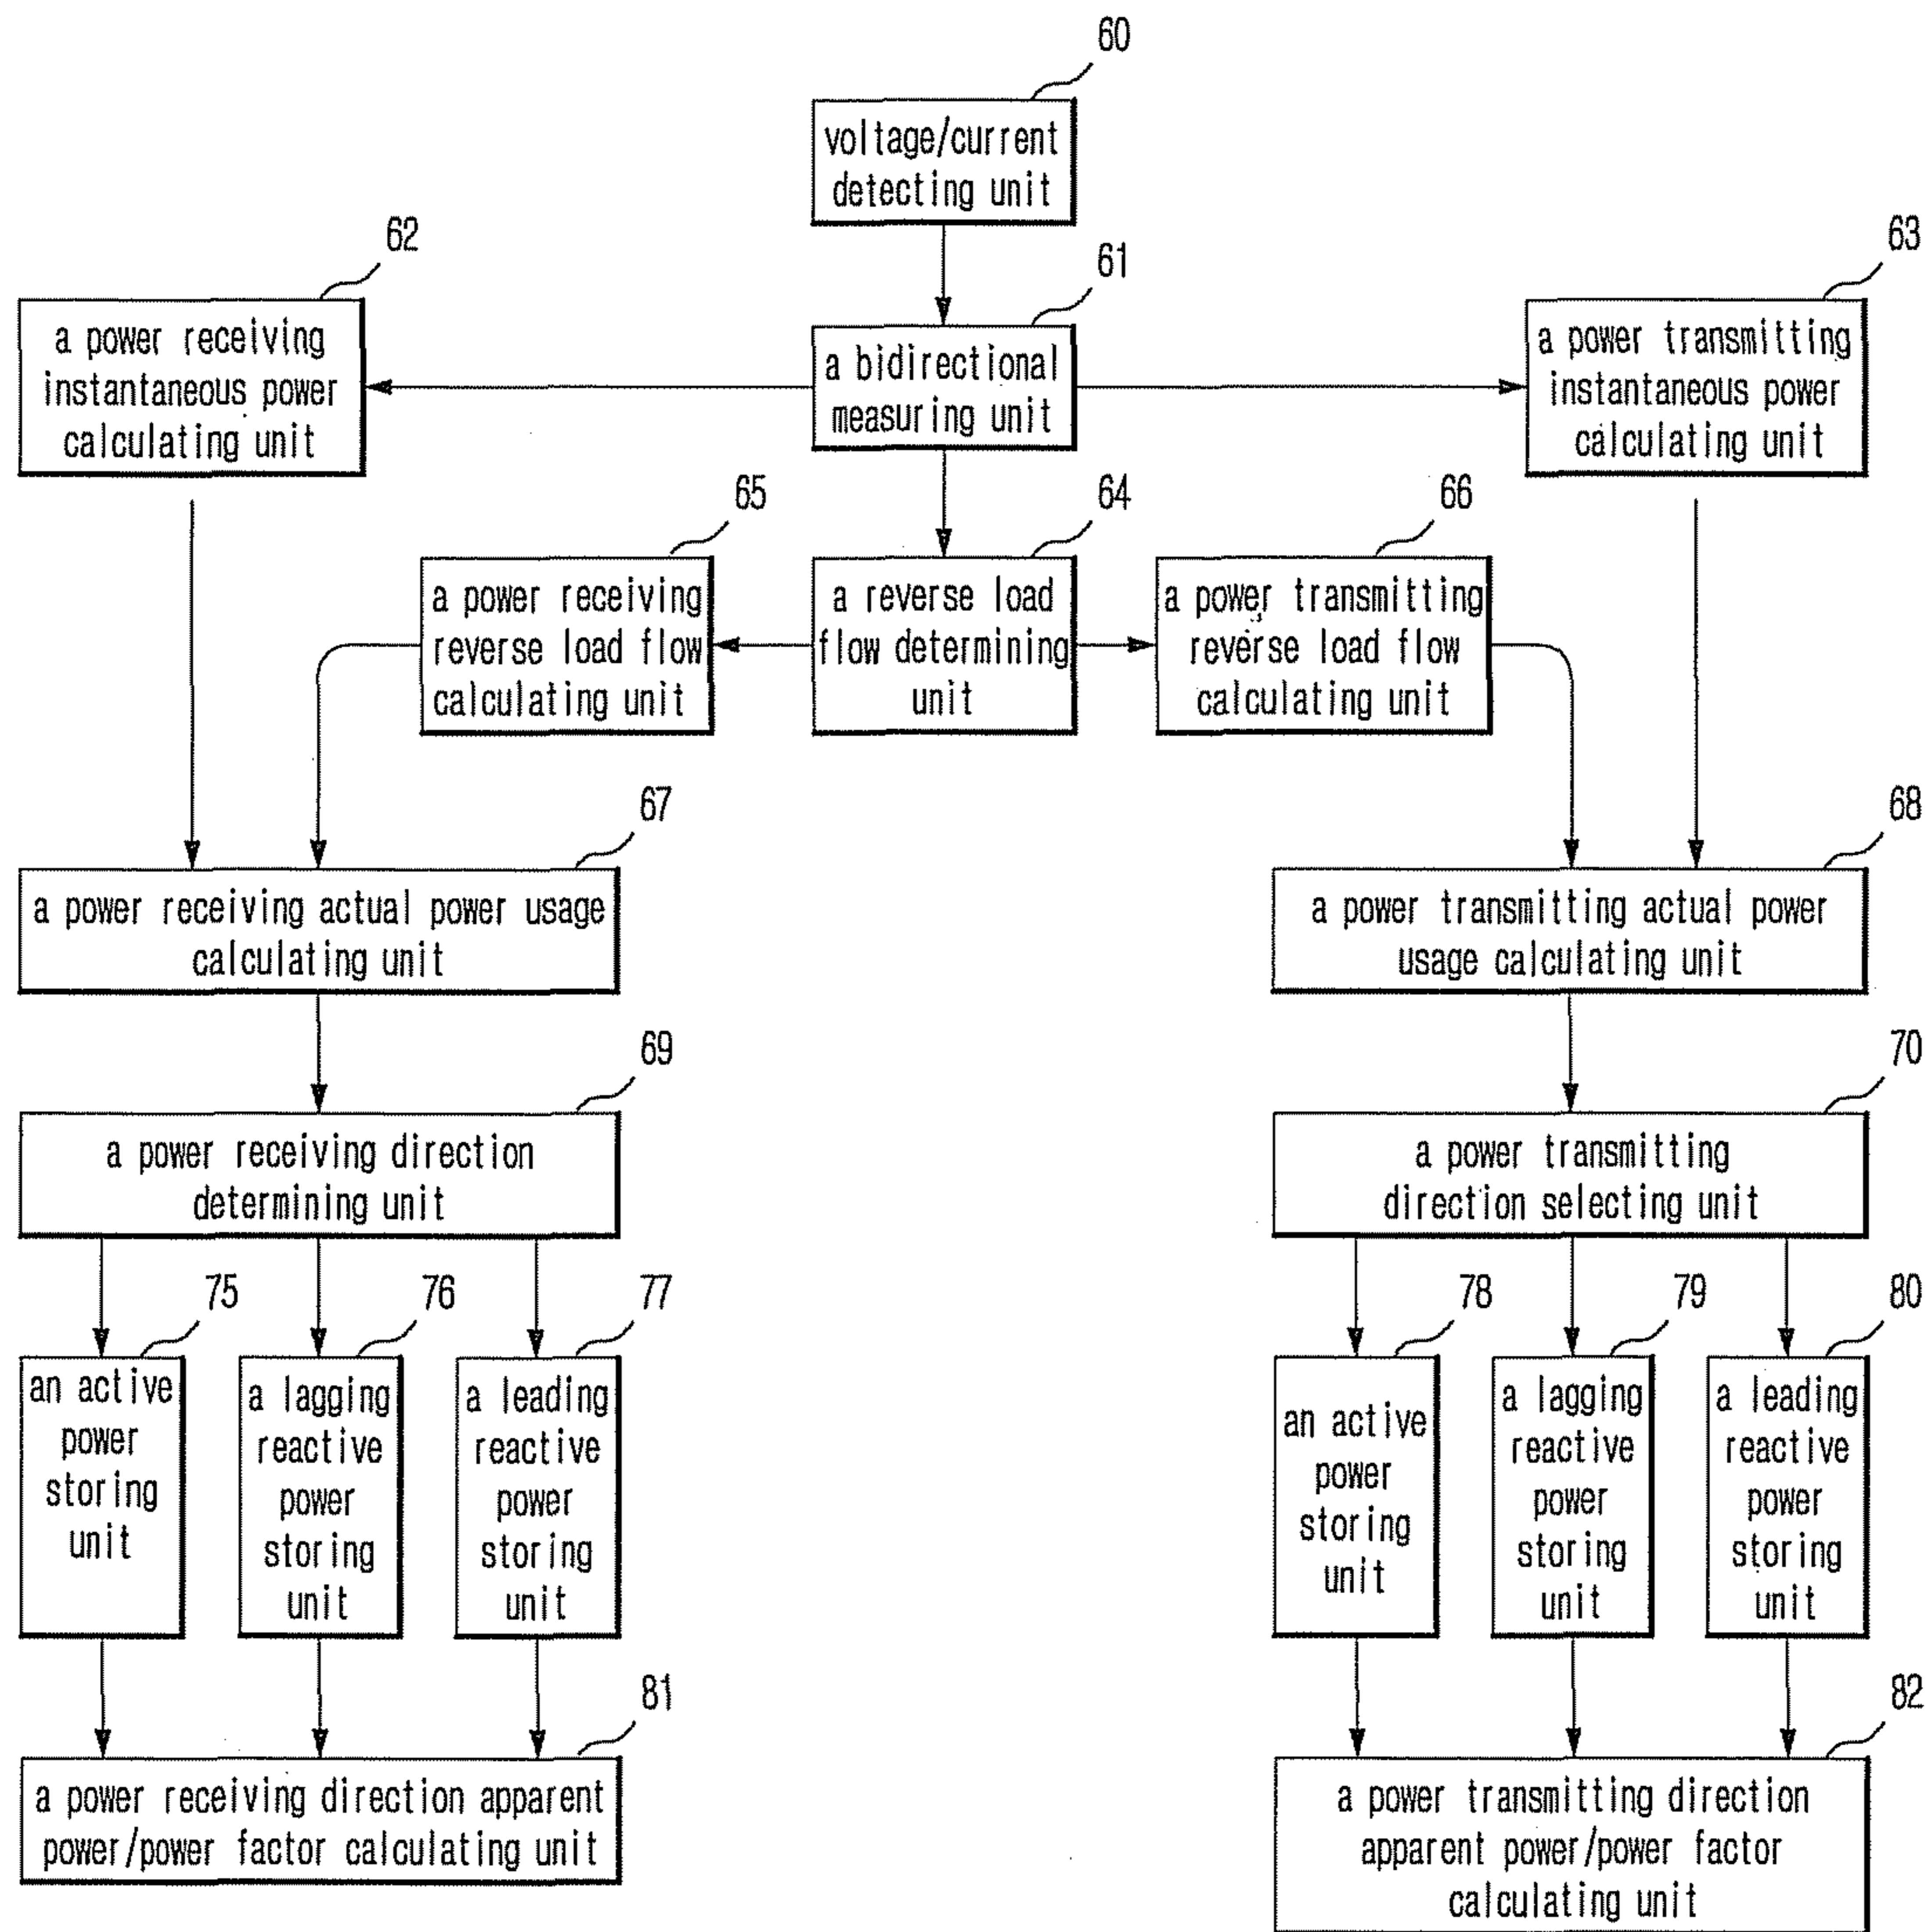 60
voltage/current
detecting unit
62
61
63
a power receiving
instantaneous power
calculating unit
a bidirectional
measuring unit
a power transmitting
instantaneous power
calculating unit
65
64
66
a power receiving
reverse load flow
calculating unit
a reverse load
flow determining
unit
a power transmitting
reverse load flow
calculating unit
67
68
a power receiving actual power usage
calculating unit
a power transmitting actual power
usage calculating unit
69
70
a power receiving direction
determining unit
a power transmitting
direction selecting unit
75
76
77
78
79
80
an active
power
storing
unit
a lagging
reactive
power
storing
unit
a leading
reactive
power
storing
unit
an active
power
storing
unit
a lagging
reactive
power
storing
unit
a leading
reactive
power
storing
unit
81
82
a power receiving direction apparent
power/power factor calculating unit
a power transmitting direction
apparent power/power factor
calculating unit